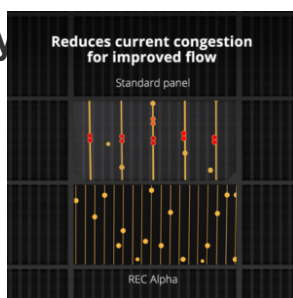 Reduces current congestion
for improved flow
Standard panel
REC Alpha